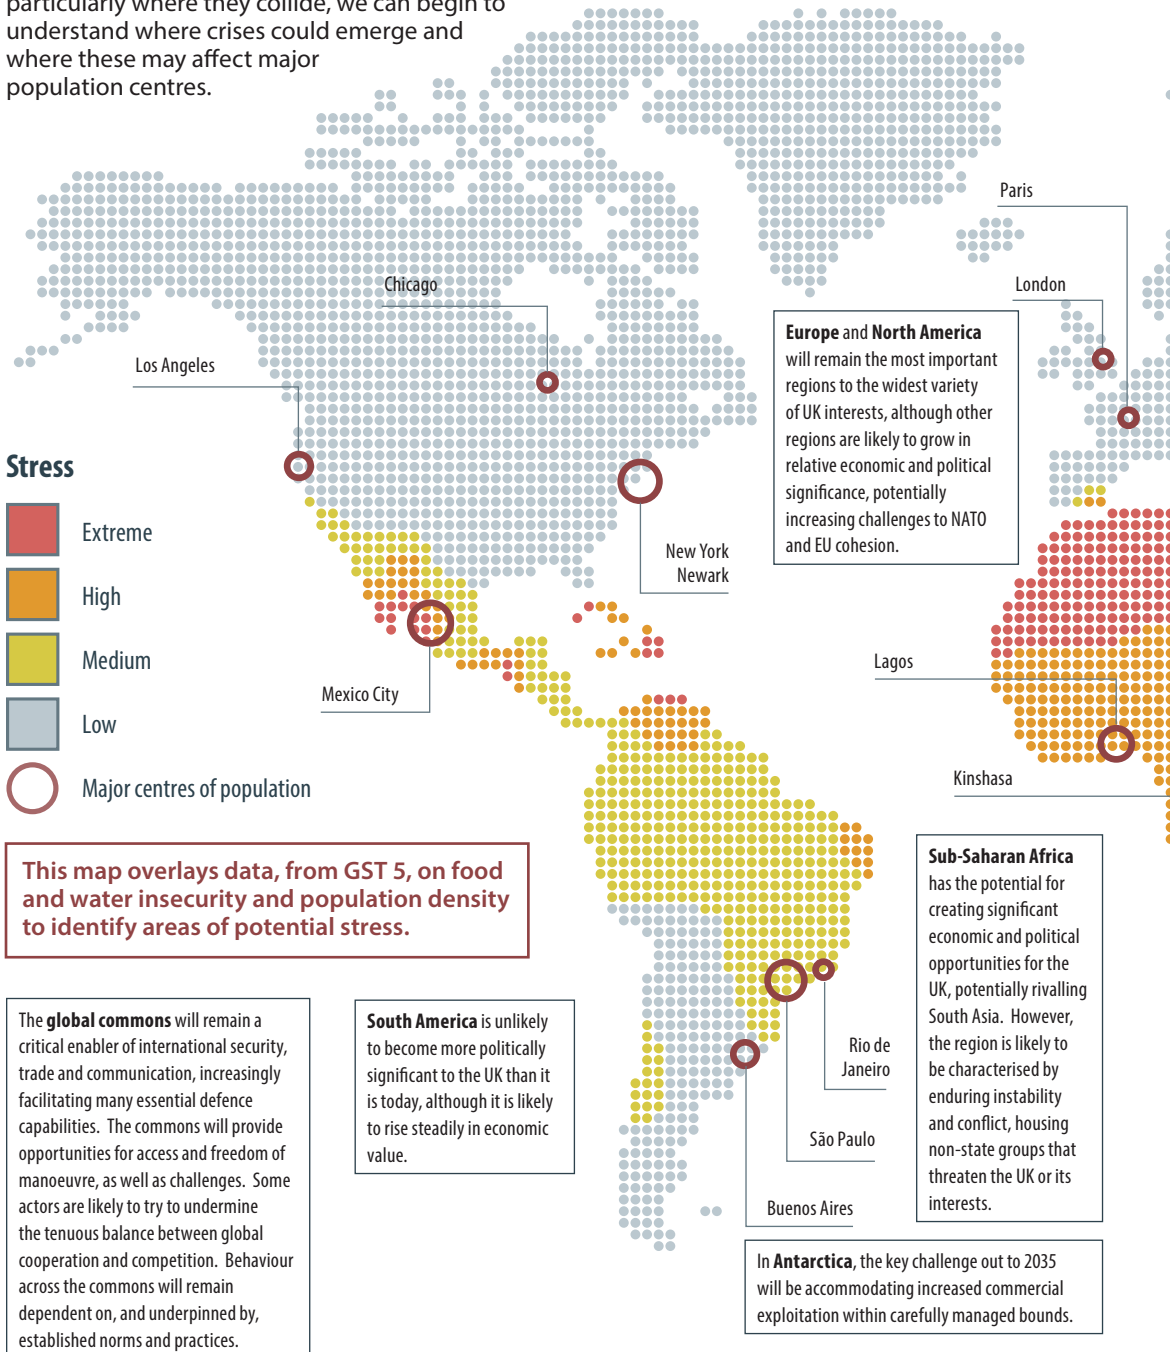 particularly where they collide, we can begin to
understand where crises could emerge and
where these may affect major
population centres.
Paris
Chicago
London
Los Angeles
Europe and North America
will remain the most important
regions to the widest variety
of UK interests, although other
regions are likely to grow in
relative economic and political
significance, potentially
increasing challenges to NATO
and EU cohesion.
Stress
Extreme
High
Medium
Low
Major centres of population
New York
Newark
Mexico City
Lagos
Kinshasa
This map overlays data, from GST 5, on food
and water insecurity and population density
to identify areas of potential stress.
Sub-Saharan Africa
has the potential for
creating significant
economic and political
opportunities for the
UK, potentially rivalling
South Asia. However,
the region is likely to
be characterised by
enduring instability
and conflict, housing
non-state groups that
threaten the UK or its
interests.
The global commons will remain a
critical enabler of international security,
trade and communication, increasingly
facilitating many essential defence
capabilities. The commons will provide
opportunities for access and freedom of
manoeuvre, as well as challenges. Some
actors are likely to try to undermine
the tenuous balance between global
cooperation and competition. Behaviour
across the commons will remain
dependent on, and underpinned by,
established norms and practices.
South America is unlikely
to become more politically
significant to the UK than it
is today, although it is likely
to rise steadily in economic
value.
Rio de
Janeiro
São Paulo
Buenos Aires
In Antarctica, the key challenge out to 2035
will be accommodating increased commercial
exploitation within carefully managed bounds.